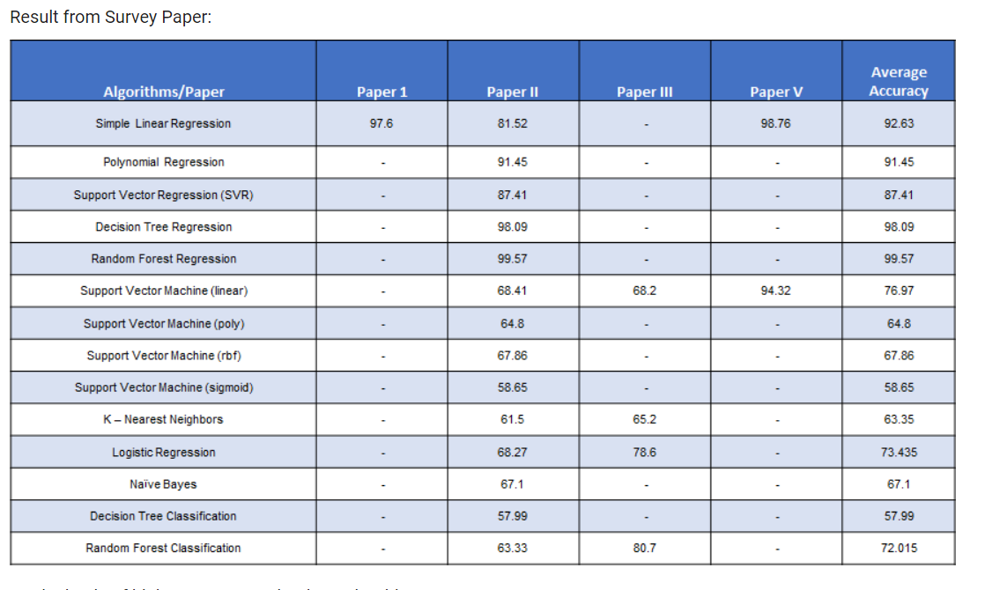 Result from Survey Paper:
Algorithms/Paper Paper 1 Paper II Paper III Paper V Average Accuracy
Simple Linear Regression 97.6 81.52 - 98.76 92.63
Polynomial Regression - 91.45 - - 91.45
Support Vector Regression (SVR) - 87.41 - - 87.41
Decision Tree Regression - 98.09 - - 98.09
Random Forest Regression - 99.57 - - 99.57
Support Vector Machine (linear) - 68.41 68.2 94.32 76.97
Support Vector Machine (poly) - 64.8 - - 64.8
Support Vector Machine (rbf) - 67.86 - - 67.86
Support Vector Machine (sigmoid) - 58.65 - - 58.65
K – Nearest Neighbors - 61.5 65.2 - 63.35
Logistic Regression - 68.27 78.6 - 73.435
Naïve Bayes - 67.1 - - 67.1
Decision Tree Classification - 57.99 - - 57.99
Random Forest Classification - 63.33 80.7 - 72.015